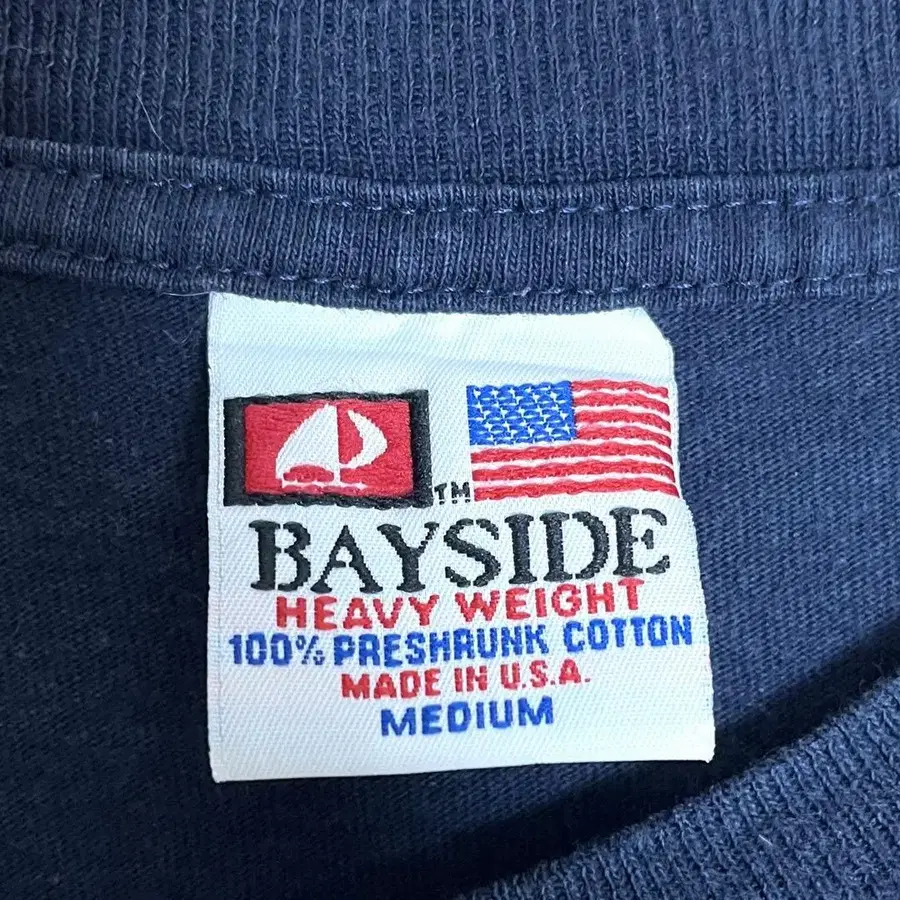 TM
BAYSIDE
HEAVY WEIGHT
100% PRESHRUNK COTTON
MADE IN U.S.A.
MEDIUM